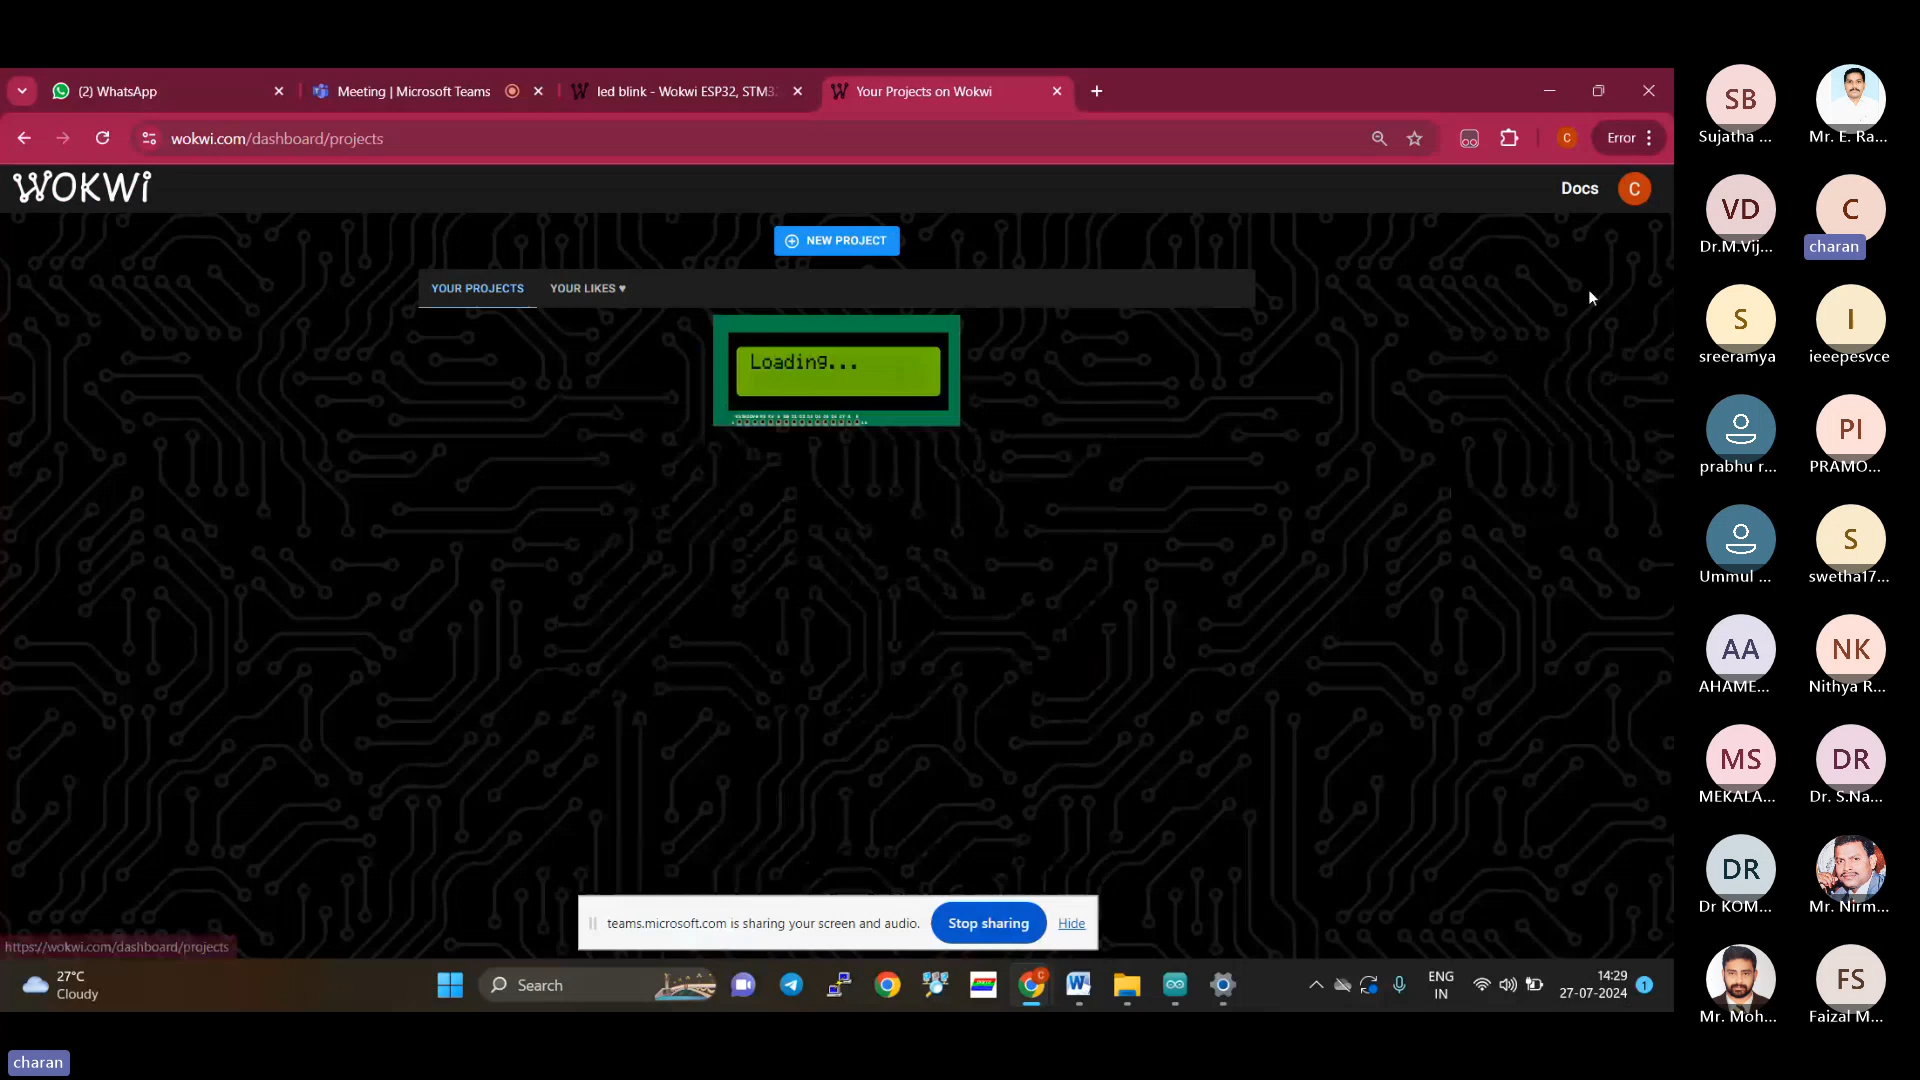 (2) WhatsApp
Meeting | Microsoft Teams
led blink - Wokwi ESP32, STM3
Your Projects on Wokwi
wokwi.com/dashboard/projects
C
Error
WOKWi
Docs
C
NEW PROJECT
YOUR PROJECTS
YOUR LIKES ♥
Loading...
teams.microsoft.com is sharing your screen and audio.
Stop sharing
Hide
https://wokwi.com/dashboard/projects
27°C
Cloudy
Search
ENG
IN
14:29
27-07-2024
1
charan
SB
Sujatha ...
Mr. E. Ra...
VD
Dr.M.Vij...
C
charan
S
sreeramya
I
ieeepesvce
prabhu r...
PI
PRAMO...
Ummul ...
S
swetha17...
AA
AHAME...
NK
Nithya R...
MS
MEKALA...
DR
Dr. S.Na...
DR
Dr KOM...
Mr. Nirm...
Mr. Moh...
FS
Faizal M...